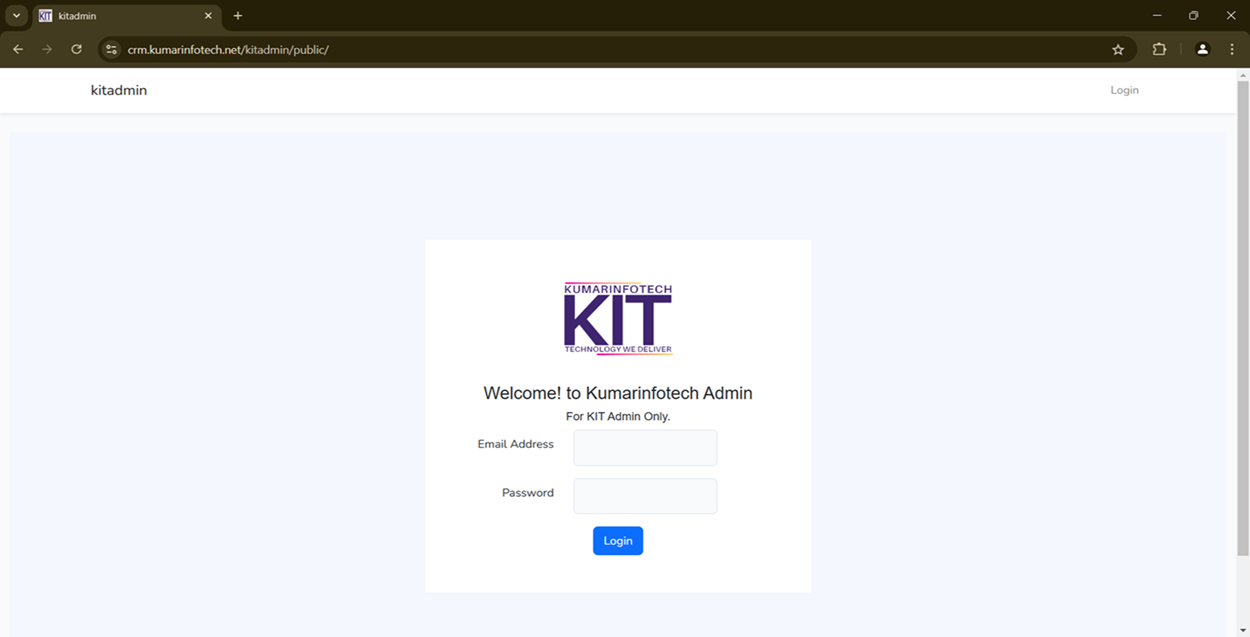 kitadmin
crm.kumarinfotech.net/kitadmin/public/
kitadmin
Login
KUMARINFOTECH
KIT
TECHNOLOGY WE DELIVER
Welcome! to Kumarinfotech Admin
For KIT Admin Only.
Email Address
Password
Login